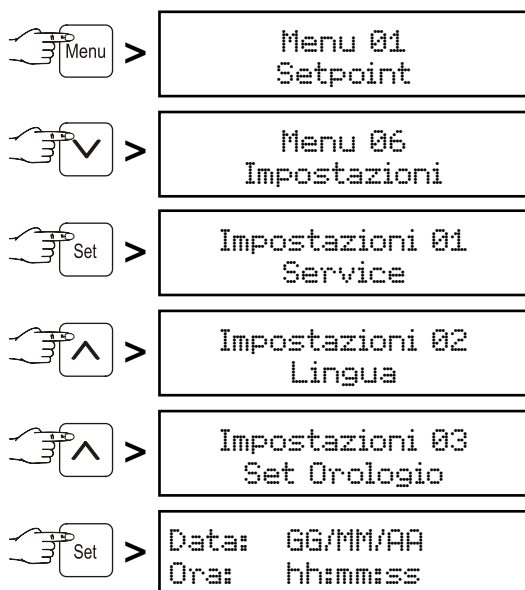 Menu > Menu 01
Setpoint
> Menu 06
Impostazioni
Set > Impostazioni 01
Service
> Impostazioni 02
Lingua
> Impostazioni 03
Set Orologio
Set > Data: GG/MM/AA
Ora: hh:mm:ss